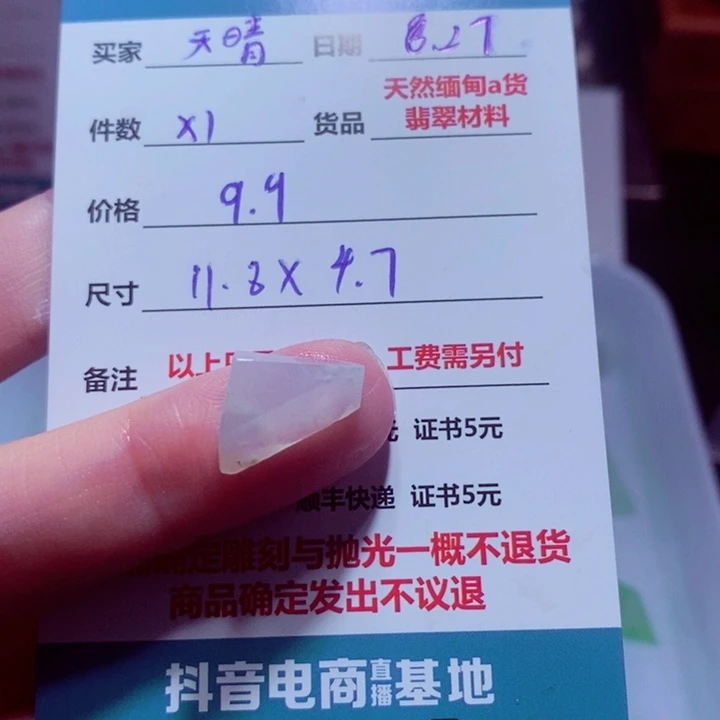 买家 天晴 日期 8.27
件数 x1 货品 天然缅甸a货
翡翠材料
价格 9.9
尺寸 11.8X 4.7
备注 以上 工费需另付
证书5元
顺丰快递 证书5元
确定雕刻与抛光一概不退货
商品确定发出不议退
抖音电商直播基地